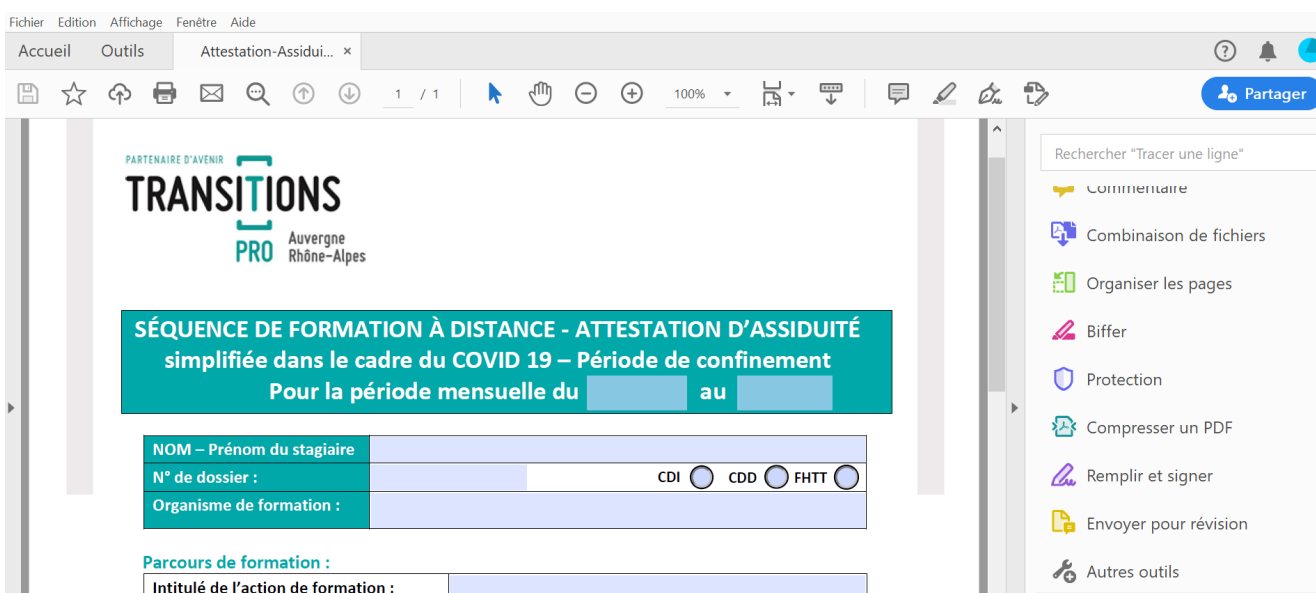 Fichier Edition Affichage Fenêtre Aide
Accueil Outils Attestation-Assidui... ×
1 / 1 100% Partager
Rechercher "Tracer une ligne"
Commentaire
Combinaison de fichiers
Organiser les pages
Biffer
Protection
Compresser un PDF
Remplir et signer
Envoyer pour révision
Autres outils
PARTENAIRE D'AVENIR
TRANSITIONS
PRO Auvergne
Rhône-Alpes
SÉQUENCE DE FORMATION À DISTANCE - ATTESTATION D’ASSIDUITÉ
simplifiée dans le cadre du COVID 19 – Période de confinement
Pour la période mensuelle du au
NOM – Prénom du stagiaire
N° de dossier : CDI CDD FHTT
Organisme de formation :
Parcours de formation :
Intitulé de l’action de formation :